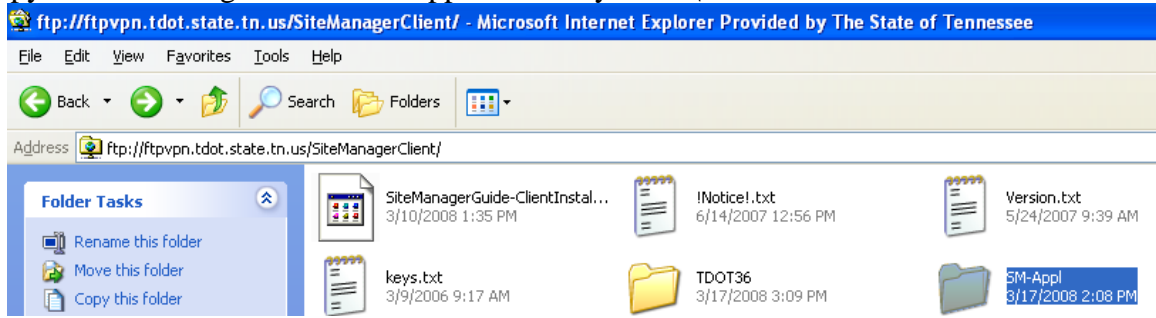 ftp://ftpvpn.tdot.state.tn.us/SiteManagerClient/ - Microsoft Internet Explorer Provided by The State of Tennessee
File Edit View Favorites Tools Help
Back Search Folders
Address ftp://ftpvpn.tdot.state.tn.us/SiteManagerClient/
Folder Tasks
Rename this folder
Move this folder
Copy this folder
SiteManagerGuide-ClientInstal...
3/10/2008 1:35 PM
!Notice!.txt
6/14/2007 12:56 PM
Version.txt
5/24/2007 9:39 AM
keys.txt
3/9/2006 9:17 AM
TDOT36
3/17/2008 3:09 PM
SM-Appl
3/17/2008 2:08 PM